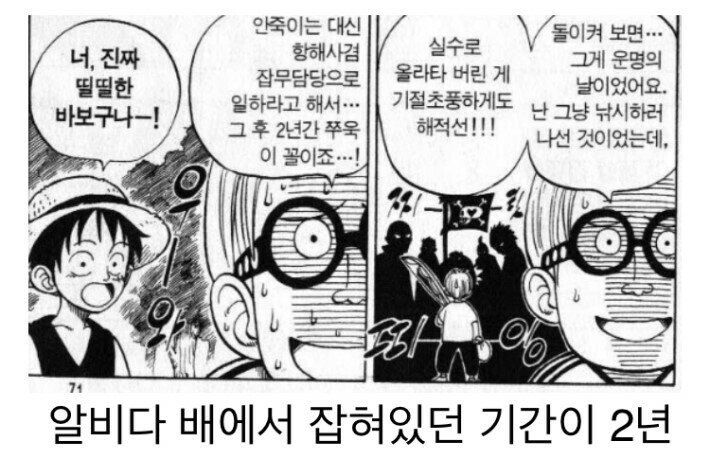 돌이켜 보면…
그게 운명의
날이었어요.
난 그냥 낚시하러
나선 것이었는데,
실수로
올라타 버린 게
기절초풍하게도
해적선!!!
안죽이는 대신
항해사겸
잡무담당으로
일하라고 해서…
그 후 2년간 쭈욱
이 꼴이죠…!
너, 진짜
띨띨한
바보구나—!
71
알비다 배에서 잡혀있던 기간이 2년